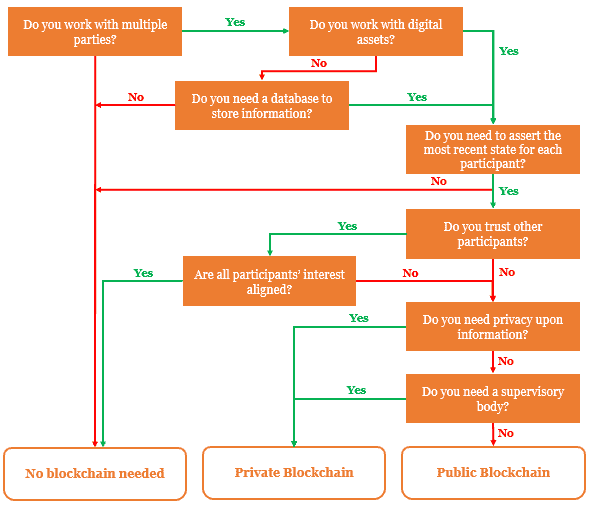 Do you work with multiple
parties?
Yes
Do you work with digital
assets?
Yes
No
No
Do you need a database to
store information?
Yes
Do you need to assert the
most recent state for each
participant?
No
Yes
Yes
Do you trust other
participants?
Yes
Are all participants' interest
aligned?
No
No
Yes
Do you need privacy upon
information?
No
Yes
Do you need a supervisory
body?
No
No blockchain needed
Private Blockchain
Public Blockchain